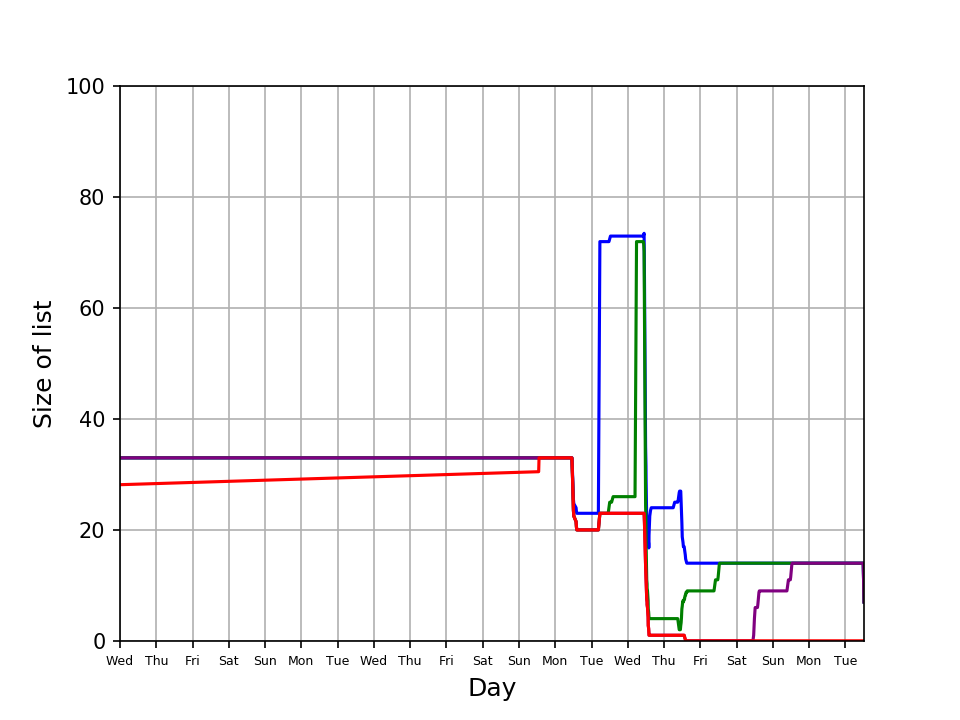 100
80
60
40
20
0
Size of list
Wed Thu Fri Sat Sun Mon Tue Wed Thu Fri Sat Sun Mon Tue Wed Thu Fri Sat Sun Mon Tue
Day